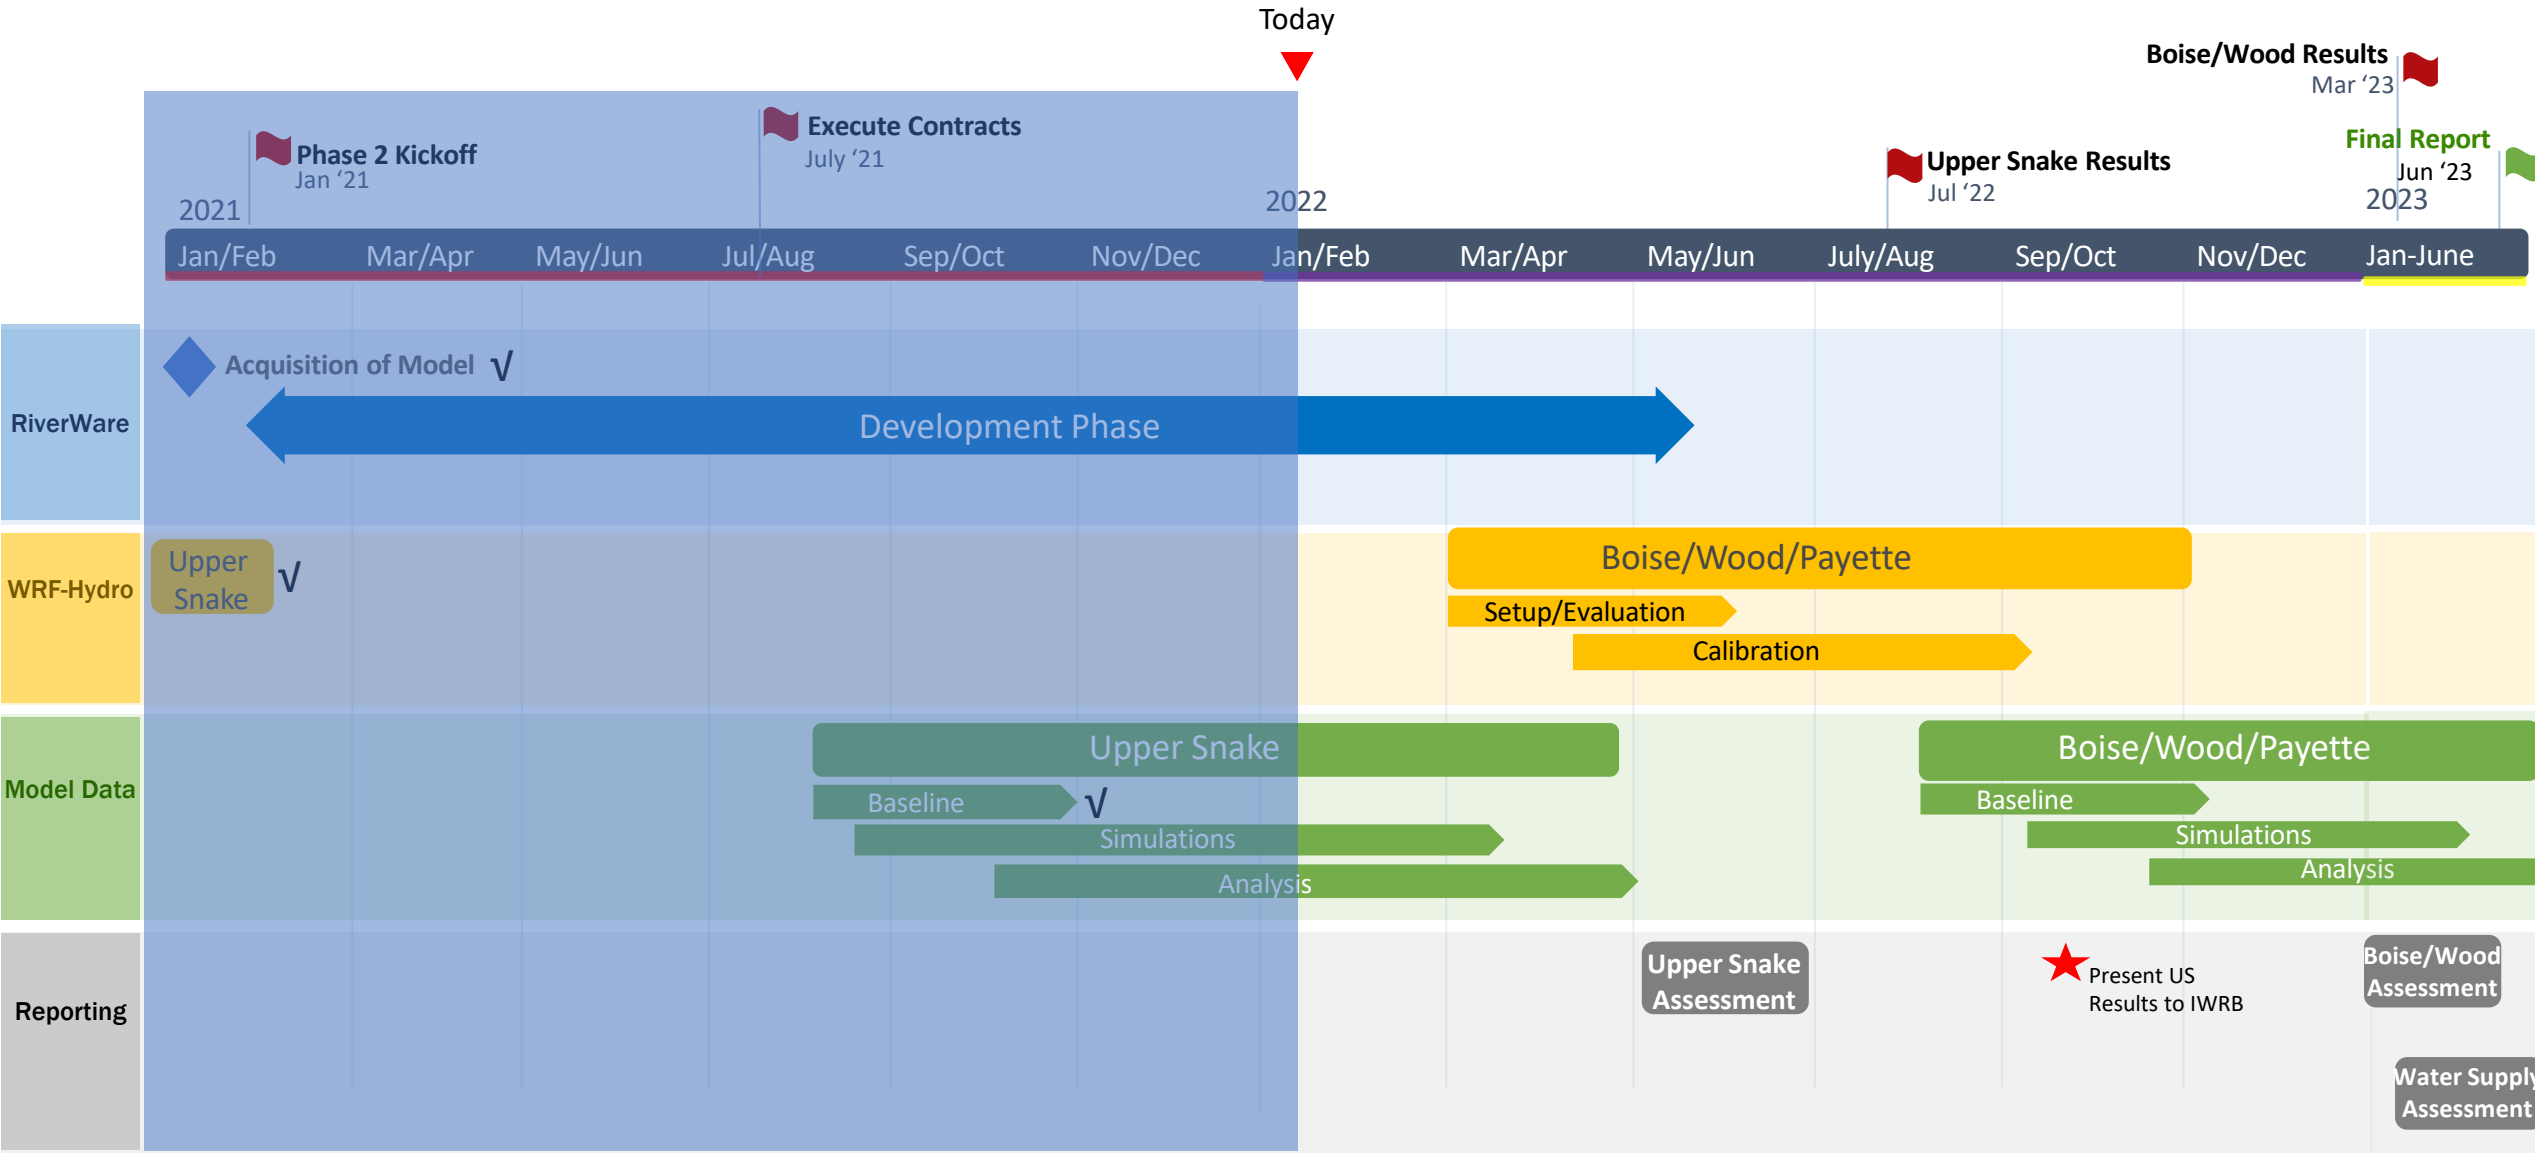 Today
Boise/Wood Results
Mar ‘23
Execute Contracts
July ‘21
Phase 2 Kickoff
Jan ‘21
Final Report
Jun ‘23
Upper Snake Results
Jul ‘22
2021
2022
2023
Jan/Feb Mar/Apr May/Jun Jul/Aug Sep/Oct Nov/Dec Jan/Feb Mar/Apr May/Jun July/Aug Sep/Oct Nov/Dec Jan-June
RiverWare
Acquisition of Model √
Development Phase
WRF-Hydro
Upper
Snake
√
Boise/Wood/Payette
Setup/Evaluation
Calibration
Model Data
Upper Snake
Baseline √
Simulations
Analysis
Boise/Wood/Payette
Baseline
Simulations
Analysis
Reporting
Upper Snake
Assessment
Present US
Results to IWRB
Boise/Wood
Assessment
Water Supply
Assessment